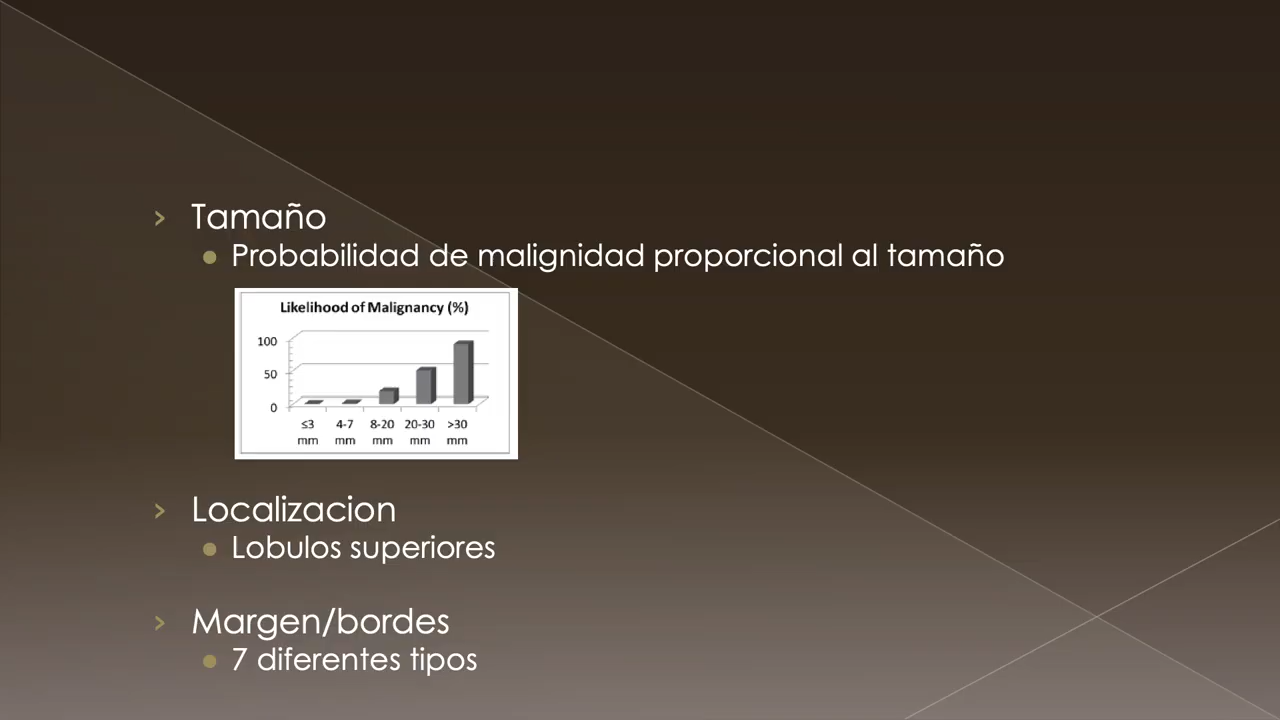 Tamaño
Probabilidad de malignidad proporcional al tamaño
Likelihood of Malignancy (%)
100
50
0
≤3 4-7 8-20 20-30 >30
mm mm mm mm mm
Localizacion
Lobulos superiores
Margen/bordes
7 diferentes tipos